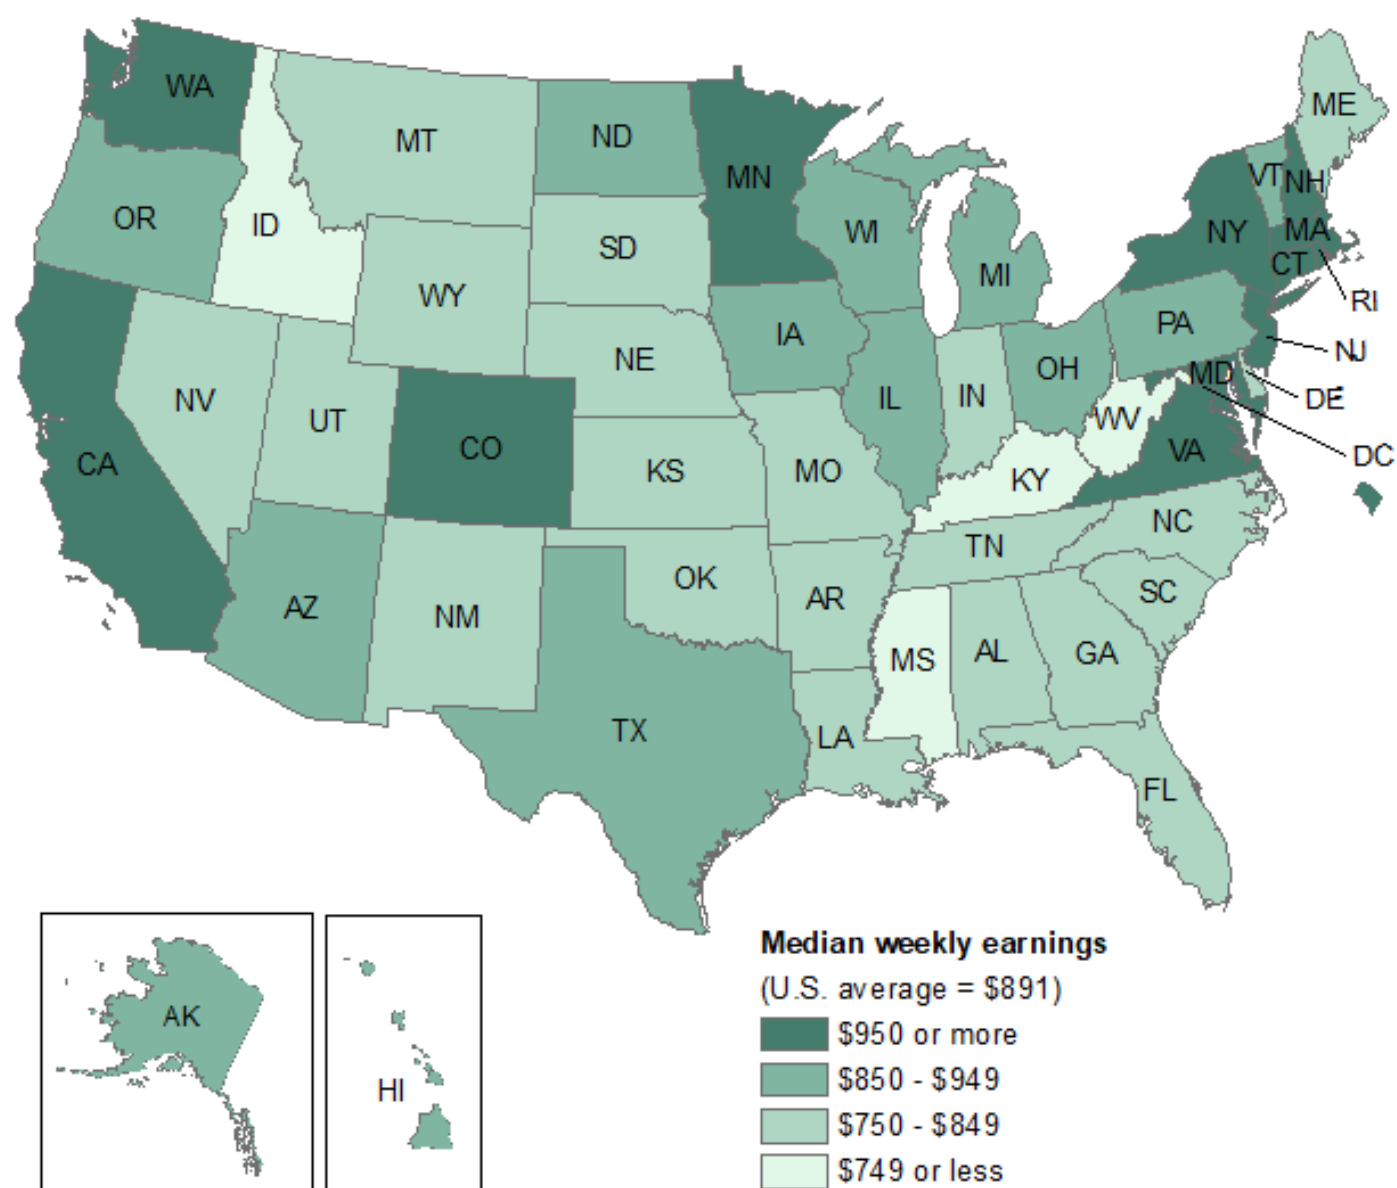 WA
MT
ND
MN
ME
VT
NH
OR
ID
SD
WI
NY
MA
CT
MI
WY
RI
IA
PA
NJ
NE
OH
MD
NV
UT
IL
IN
DE
WV
CO
CA
KS
MO
KY
VA
DC
NC
TN
OK
AR
SC
AZ
NM
MS
AL
GA
TX
LA
FL
AK
HI
Median weekly earnings
(U.S. average = $891)
$950 or more
$850 - $949
$750 - $849
$749 or less